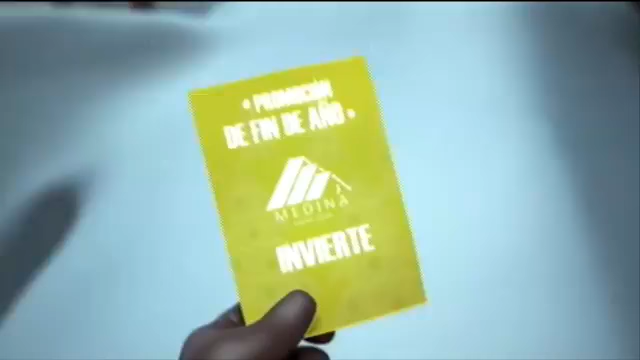 • PROMOCIÓN
DE FIN DE AÑO •
MEDINA
INVIERTE